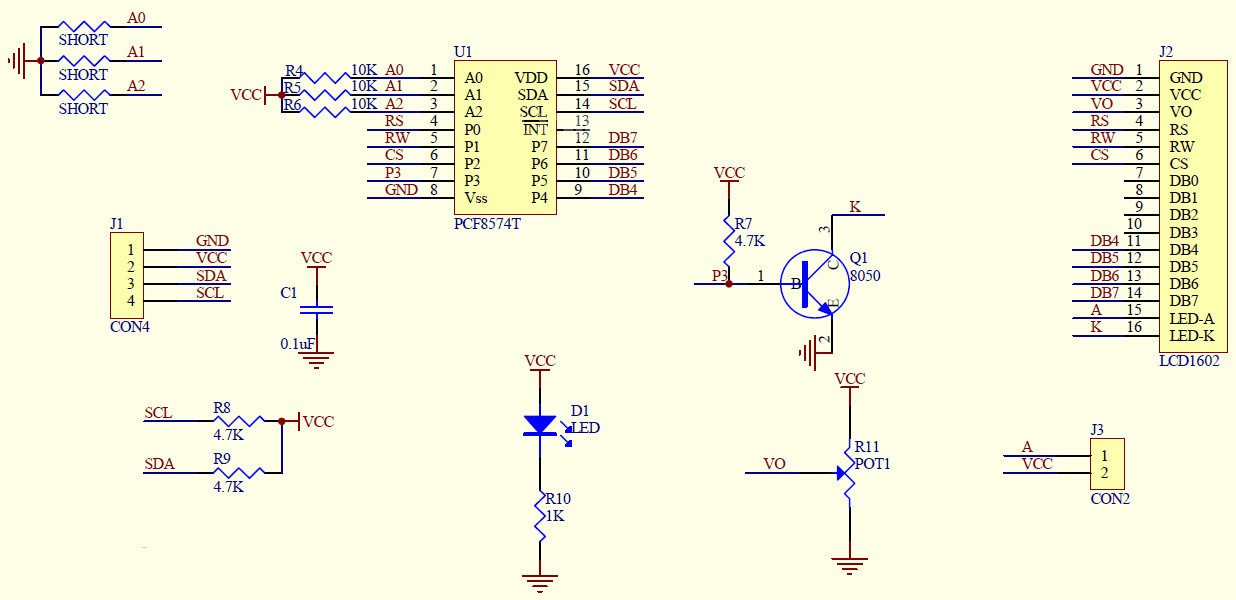 A0
SHORT
A1
SHORT
A2
SHORT
VCC
R4 10K A0 1
R5 10K A1 2
R6 10K A2 3
RS 4
RW 5
CS 6
P3 7
GND 8
U1
A0 VDD
A1 SDA
A2 SCL
P0 INT
P1 P7
P2 P6
P3 P5
Vss P4
PCF8574T
16 VCC
15 SDA
14 SCL
13
12 DB7
11 DB6
10 DB5
9 DB4
J2
GND 1 GND
VCC 2 VCC
VO 3 VO
RS 4 RS
RW 5 RW
CS 6 CS
7 DB0
8 DB1
9 DB2
10 DB3
DB4 11 DB4
DB5 12 DB5
DB6 13 DB6
DB7 14 DB7
A 15 LED-A
K 16 LED-K
LCD1602
J1
1 GND
2 VCC
3 SDA
4 SCL
CON4
VCC
C1
0.1uF
VCC
R7
4.7K
P3 1
K
3
B
C
E
2
Q1
8050
SCL R8 VCC
4.7K
SDA R9
4.7K
VCC
D1
LED
R10
1K
VCC
R11
POT1
VO
J3
A 1
VCC 2
CON2